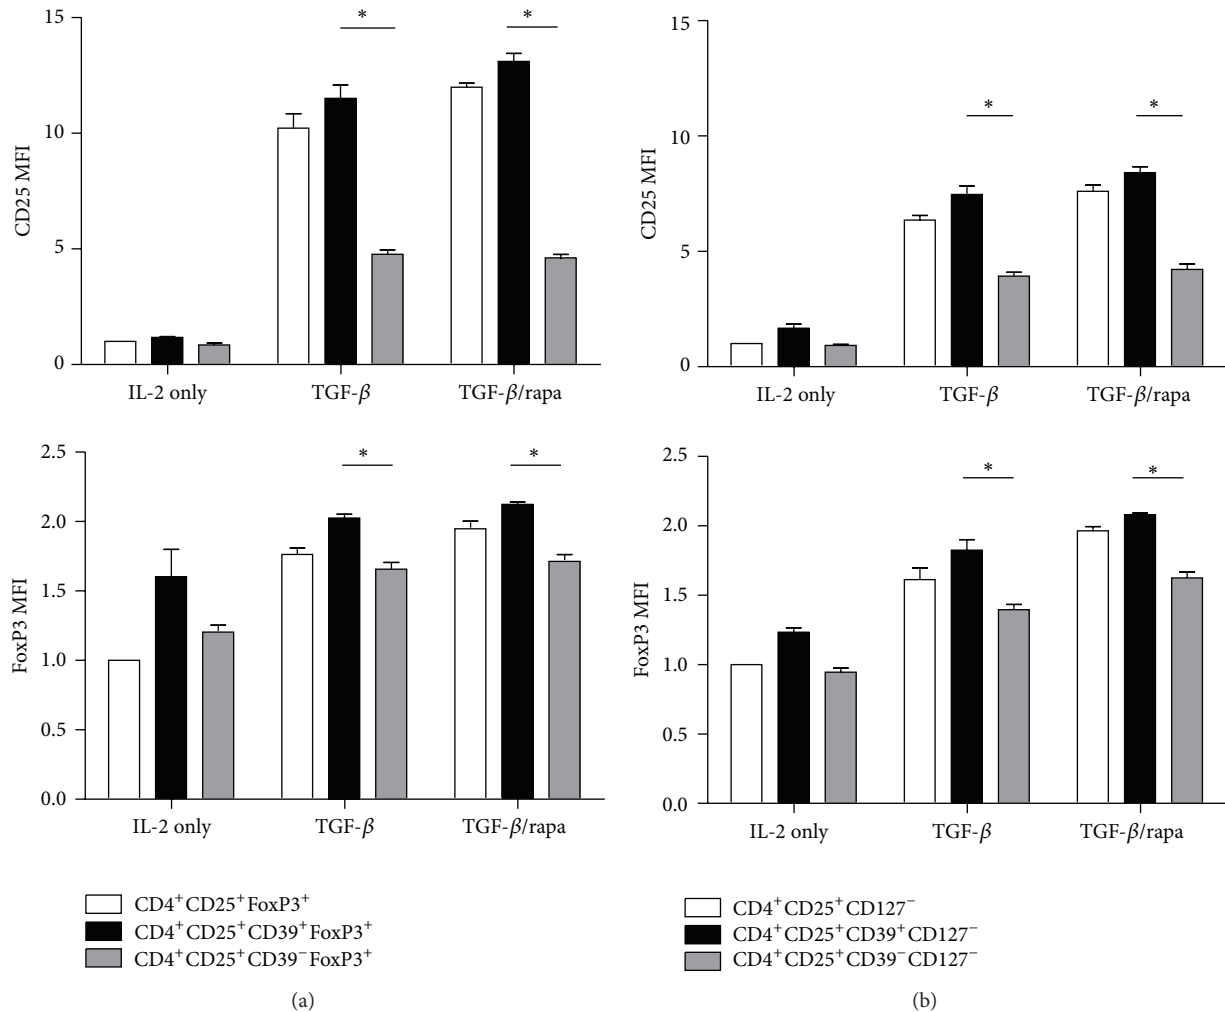 15
10
5
0
CD25 MFI
*
*
IL-2 only
TGF-β
TGF-β/rapa
15
10
5
0
CD25 MFI
*
*
IL-2 only
TGF-β
TGF-β/rapa
2.5
2.0
1.5
1.0
0.5
0.0
FoxP3 MFI
*
*
IL-2 only
TGF-β
TGF-β/rapa
2.5
2.0
1.5
1.0
0.5
0.0
FoxP3 MFI
*
*
IL-2 only
TGF-β
TGF-β/rapa
CD4⁺CD25⁺FoxP3⁺
CD4⁺CD25⁺CD39⁺FoxP3⁺
CD4⁺CD25⁺CD39⁻FoxP3⁺
(a)
CD4⁺CD25⁺CD127⁻
CD4⁺CD25⁺CD39⁺CD127⁻
CD4⁺CD25⁺CD39⁻CD127⁻
(b)